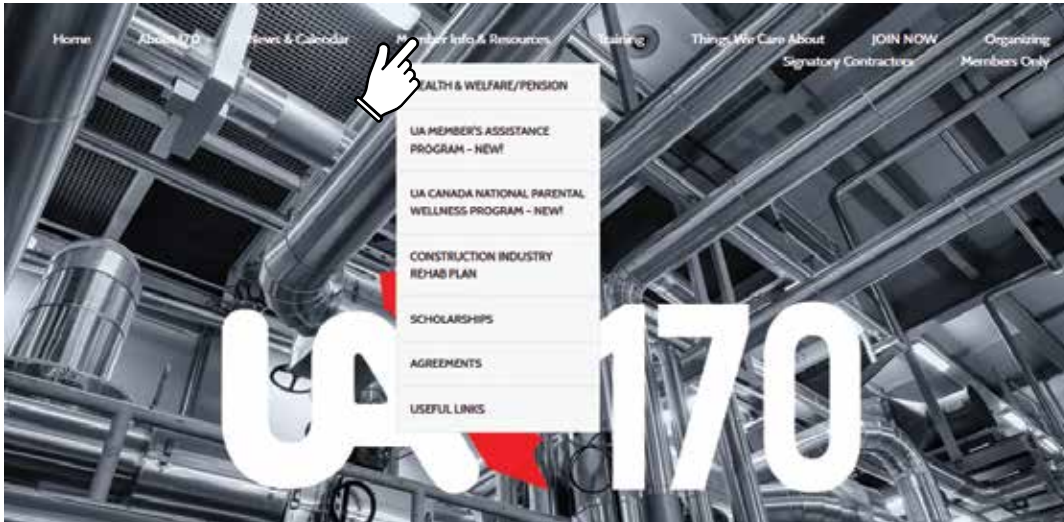 Home About 170 News & Calendar Member Info & Resources Training Things We Care About JOIN NOW Organizing
Signatory Contractors Members Only
HEALTH & WELFARE/PENSION
UA MEMBER'S ASSISTANCE
PROGRAM – NEW!
UA CANADA NATIONAL PARENTAL
WELLNESS PROGRAM – NEW!
CONSTRUCTION INDUSTRY
REHAB PLAN
SCHOLARSHIPS
AGREEMENTS
USEFUL LINKS
UA 170